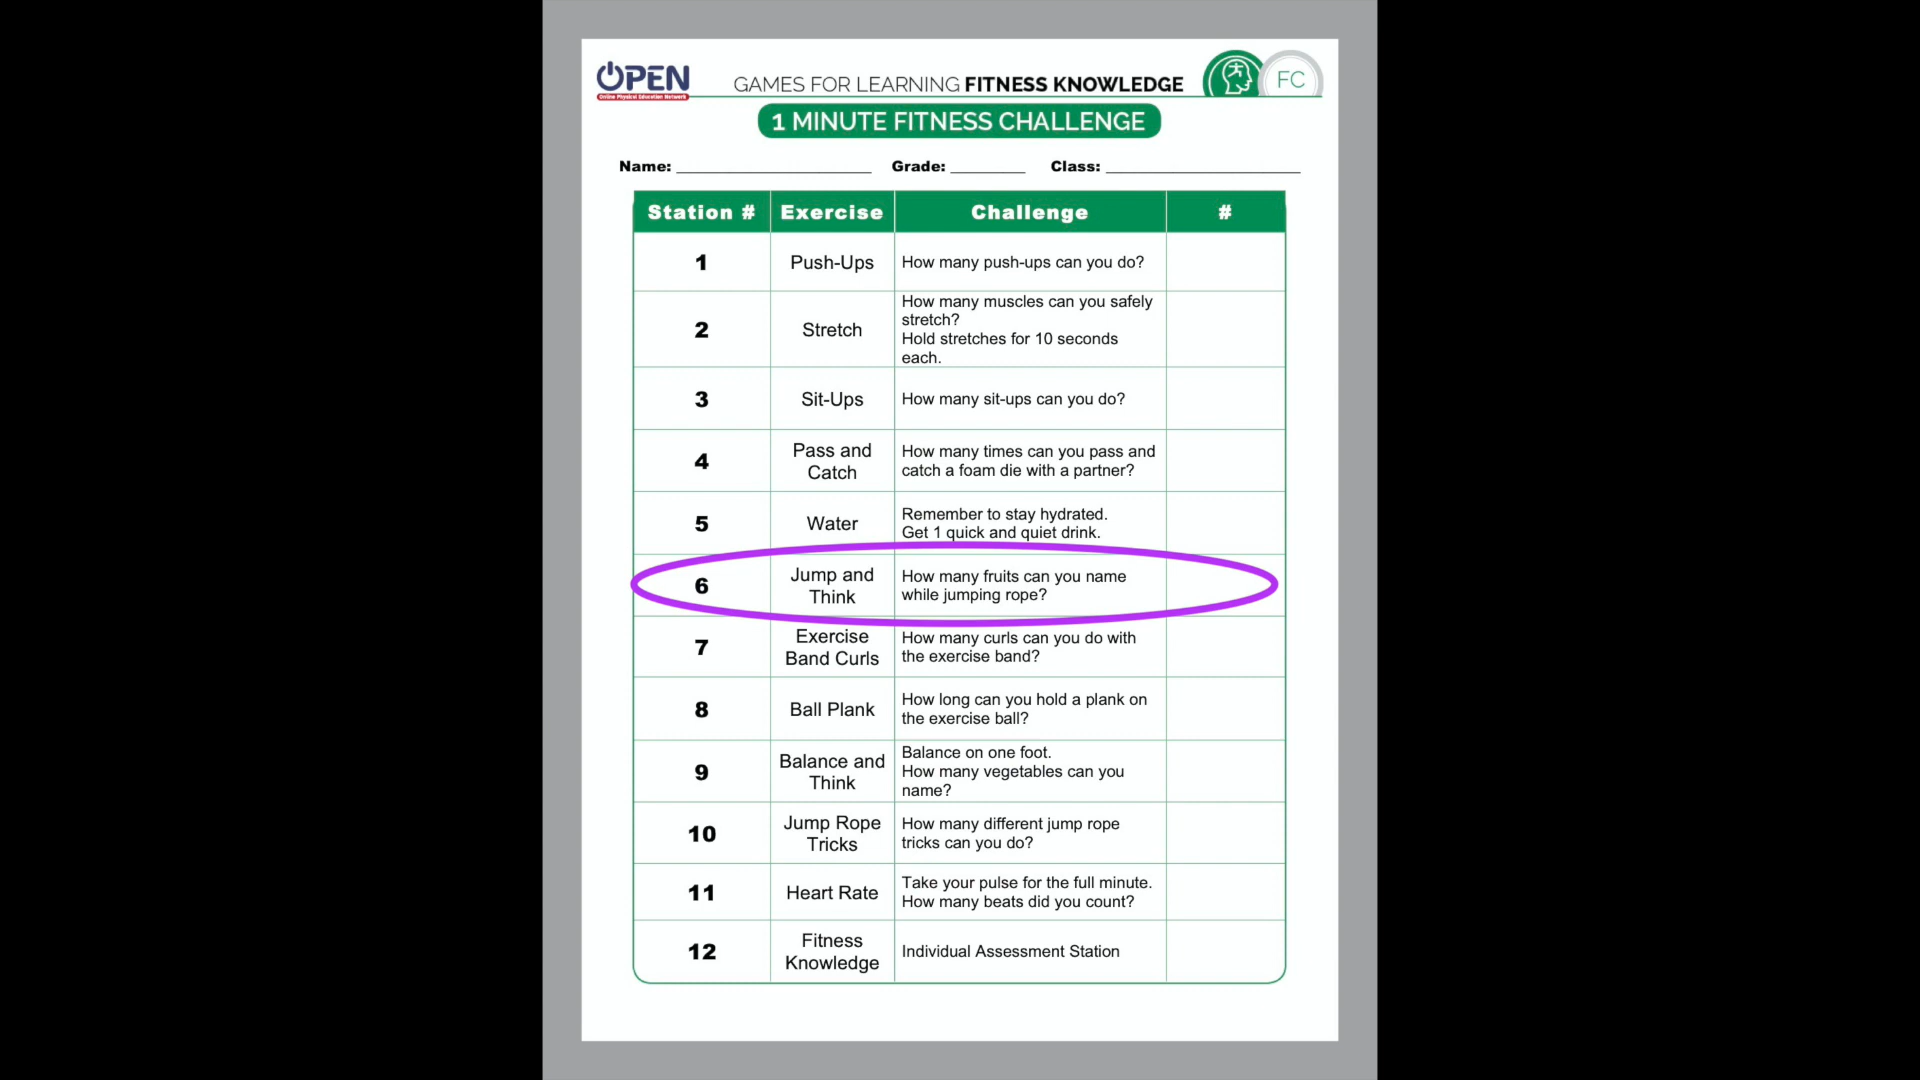 OPEN
Online Physical Education Network
GAMES FOR LEARNING FITNESS KNOWLEDGE
FC
1 MINUTE FITNESS CHALLENGE
Name: Grade: Class:
Station # Exercise Challenge #
1 Push-Ups How many push-ups can you do?
2 Stretch How many muscles can you safely
stretch?
Hold stretches for 10 seconds
each.
3 Sit-Ups How many sit-ups can you do?
4 Pass and
Catch How many times can you pass and
catch a foam die with a partner?
5 Water Remember to stay hydrated.
Get 1 quick and quiet drink.
6 Jump and
Think How many fruits can you name
while jumping rope?
7 Exercise
Band Curls How many curls can you do with
the exercise band?
8 Ball Plank How long can you hold a plank on
the exercise ball?
9 Balance and
Think Balance on one foot.
How many vegetables can you
name?
10 Jump Rope
Tricks How many different jump rope
tricks can you do?
11 Heart Rate Take your pulse for the full minute.
How many beats did you count?
12 Fitness
Knowledge Individual Assessment Station